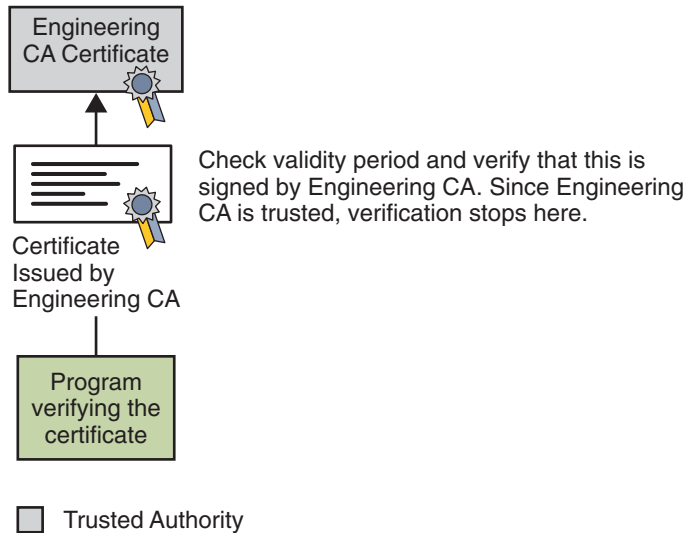 Engineering
CA Certificate
Check validity period and verify that this is
signed by Engineering CA. Since Engineering
CA is trusted, verification stops here.
Certificate
Issued by
Engineering CA
Program
verifying the
certificate
Trusted Authority